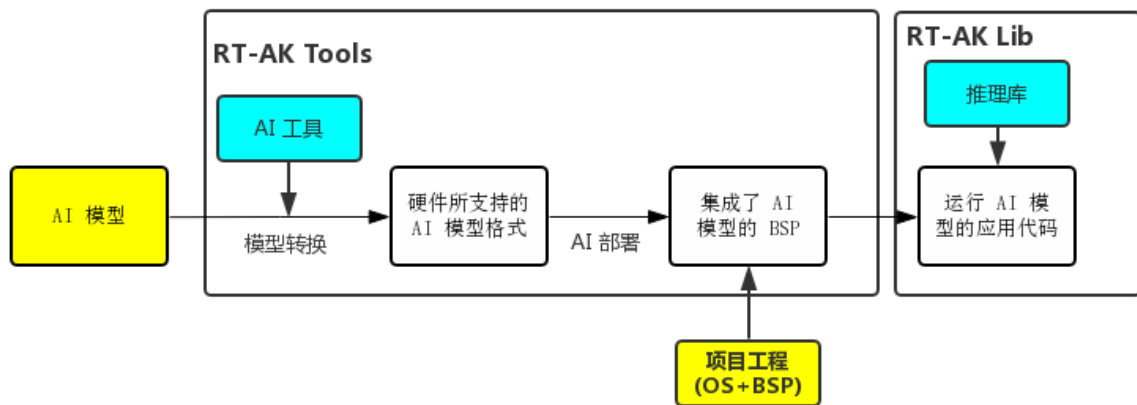 RT-AK Tools
RT-AK Lib
AI 工具
推理库
AI 模型
模型转换
硬件所支持的
AI 模型格式
AI 部署
集成了 AI
模型的 BSP
运行 AI 模
型的应用代码
项目工程
(OS+BSP)